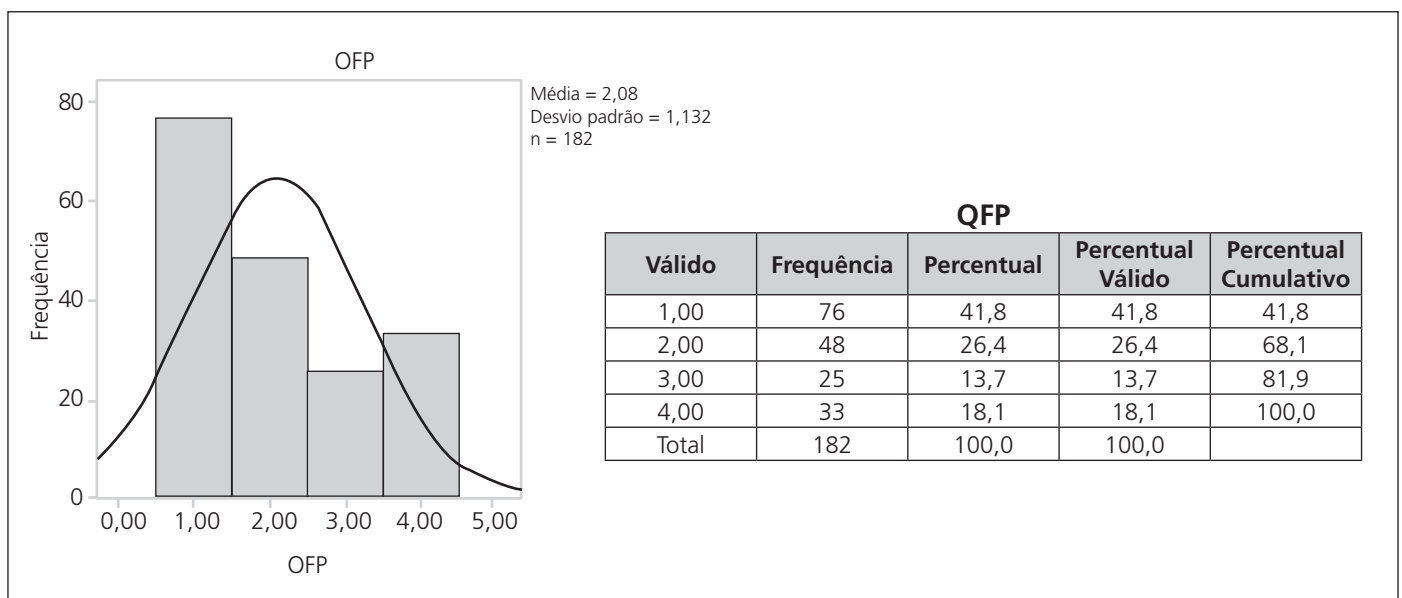 OFP
Média = 2,08
Desvio padrão = 1,132
n = 182
Frequência
80
60
40
20
0
0,00 1,00 2,00 3,00 4,00 5,00
OFP
QFP
Válido Frequência Percentual Percentual Válido Percentual Cumulativo
1,00 76 41,8 41,8 41,8
2,00 48 26,4 26,4 68,1
3,00 25 13,7 13,7 81,9
4,00 33 18,1 18,1 100,0
Total 182 100,0 100,0